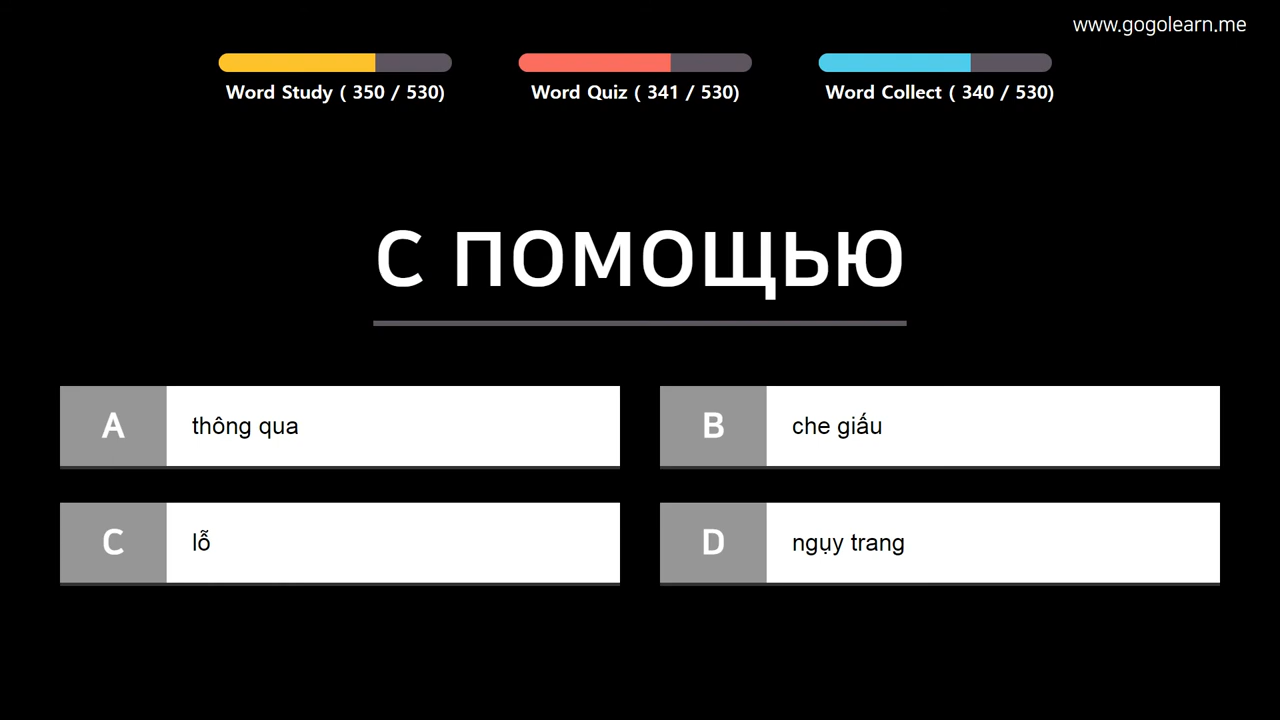 www.gogolearn.me
Word Study ( 350 / 530)
Word Quiz ( 341 / 530)
Word Collect ( 340 / 530)
С ПОМОЩЬЮ
A thông qua
B che giấu
C lỗ
D ngụy trang